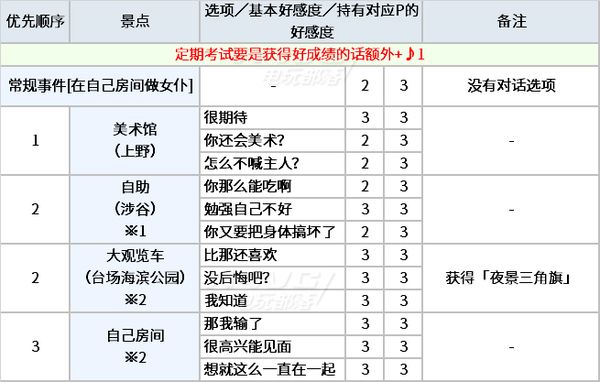 优先顺序 景点 选项／基本好感度／持有对应P的好感度 备注
定期考试要是获得好成绩的话额外+♪1
常规事件[在自己房间做女仆] - 2 3 没有对话选项
1 美术馆（上野） 很期待 3 3 -
你还会美术？ 2 3
怎么不喊主人？ 2 3
2 自助（涉谷）※1 你那么能吃啊 2 3 -
勉强自己不好 3 3
你又要把身体搞坏了 2 3
2 大观览车（台场海滨公园）※2 比那还喜欢 3 3 获得「夜景三角旗」
没后悔吧？ 3 3
我知道 3 3
3 自己房间※2 那我输了 3 3 -
很高兴能见面 3 3
想就这么一直在一起 3 3
电玩部落